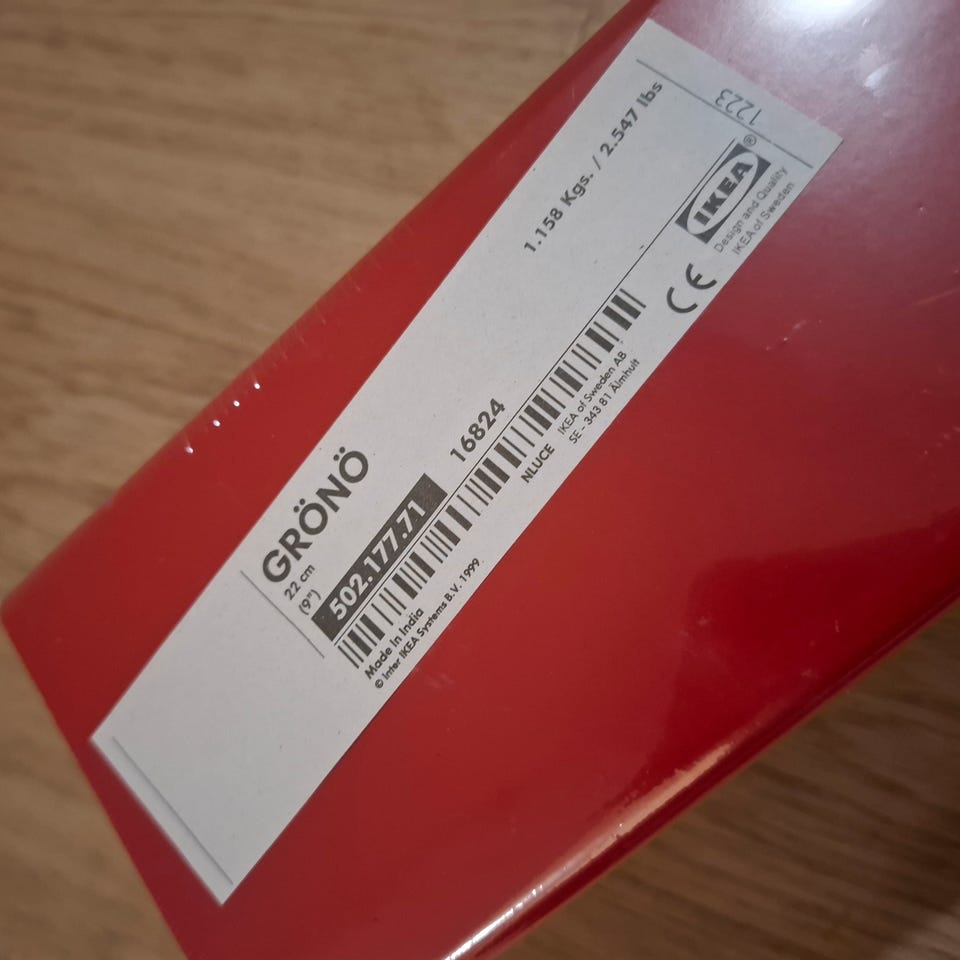 1223
1.158 Kgs. / 2.547 lbs
IKEA®
Design and Quality
IKEA of Sweden
GRÖNÖ
22 cm
(9")
502.177.71
16824
CE
Made in India
© Inter IKEA Systems B.V. 1999
NLUCE
IKEA of Sweden AB
SE - 343 81 Älmhult